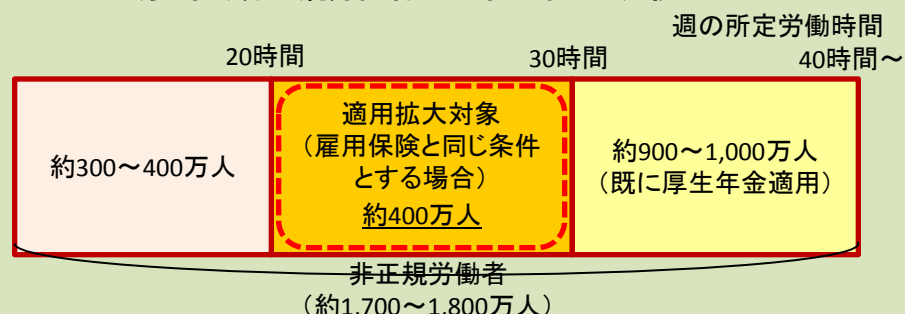 週の所定労働時間
20時間
30時間
40時間～
約300～400万人
適用拡大対象
（雇用保険と同じ条件
とする場合）
約400万人
約900～1,000万人
（既に厚生年金適用）
非正規労働者
（約1,700～1,800万人）